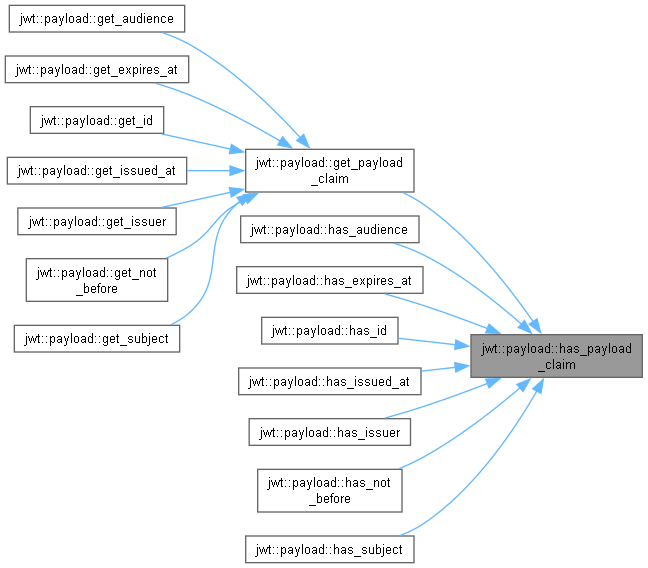 jwt::payload::get_audience
jwt::payload::get_expires_at
jwt::payload::get_id
jwt::payload::get_issued_at
jwt::payload::get_issuer
jwt::payload::get_not
_before
jwt::payload::get_subject
jwt::payload::get_payload
_claim
jwt::payload::has_audience
jwt::payload::has_expires_at
jwt::payload::has_id
jwt::payload::has_issued_at
jwt::payload::has_issuer
jwt::payload::has_not
_before
jwt::payload::has_subject
jwt::payload::has_payload
_claim